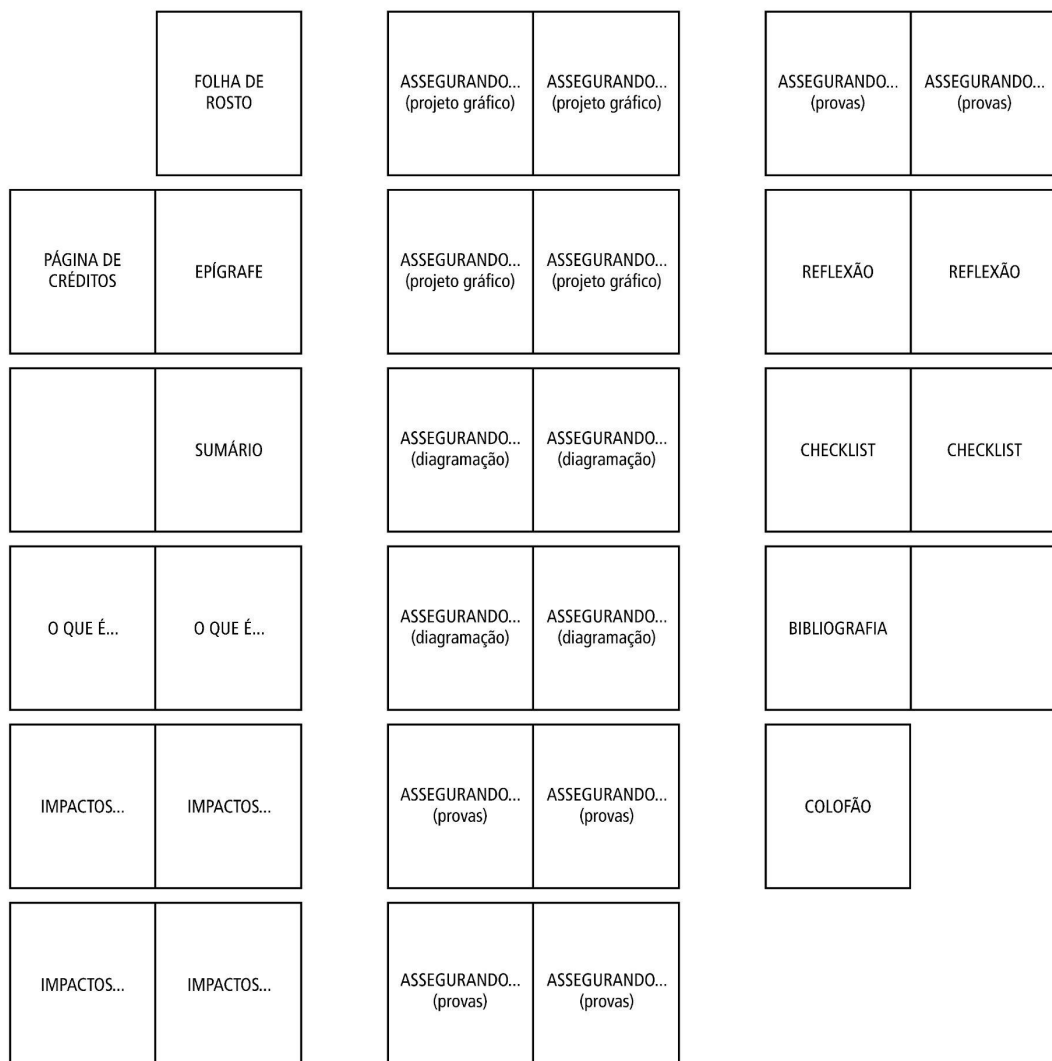 FOLHA DE
ROSTO
PÁGINA DE
CRÉDITOS
EPÍGRAFE
SUMÁRIO
O QUE É...
O QUE É...
IMPACTOS...
IMPACTOS...
IMPACTOS...
IMPACTOS...
ASSEGURANDO...
(projeto gráfico)
ASSEGURANDO...
(projeto gráfico)
ASSEGURANDO...
(projeto gráfico)
ASSEGURANDO...
(projeto gráfico)
ASSEGURANDO...
(diagramação)
ASSEGURANDO...
(diagramação)
ASSEGURANDO...
(diagramação)
ASSEGURANDO...
(diagramação)
ASSEGURANDO...
(provas)
ASSEGURANDO...
(provas)
ASSEGURANDO...
(provas)
ASSEGURANDO...
(provas)
ASSEGURANDO...
(provas)
ASSEGURANDO...
(provas)
REFLEXÃO
REFLEXÃO
CHECKLIST
CHECKLIST
BIBLIOGRAFIA
COLOFÃO